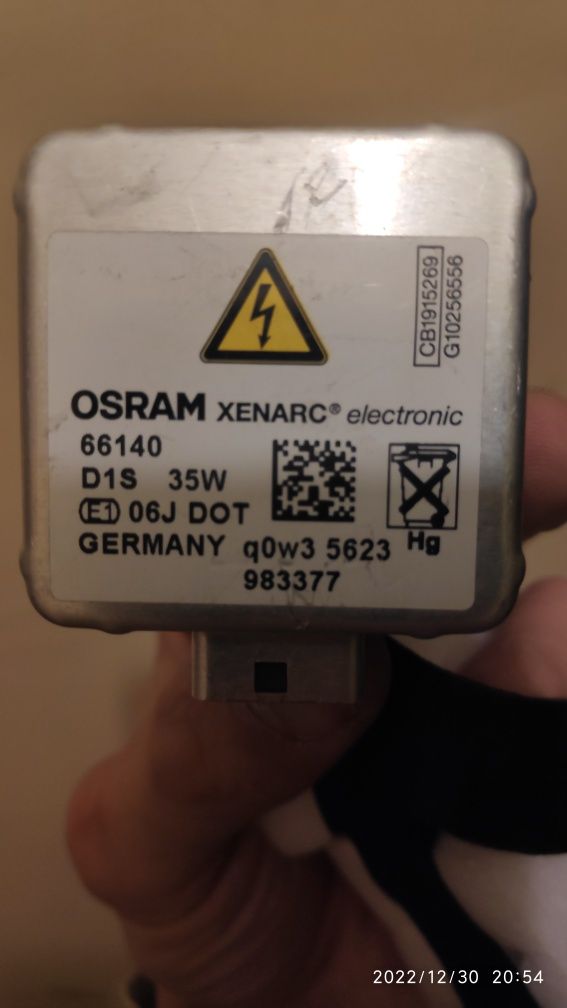 CB1915269
G10256556
OSRAM XENARC® electronic
66140
D1S 35W
E1 06J DOT
Hg
GERMANY q0w3 5623
983377
2022/12/30 20:54